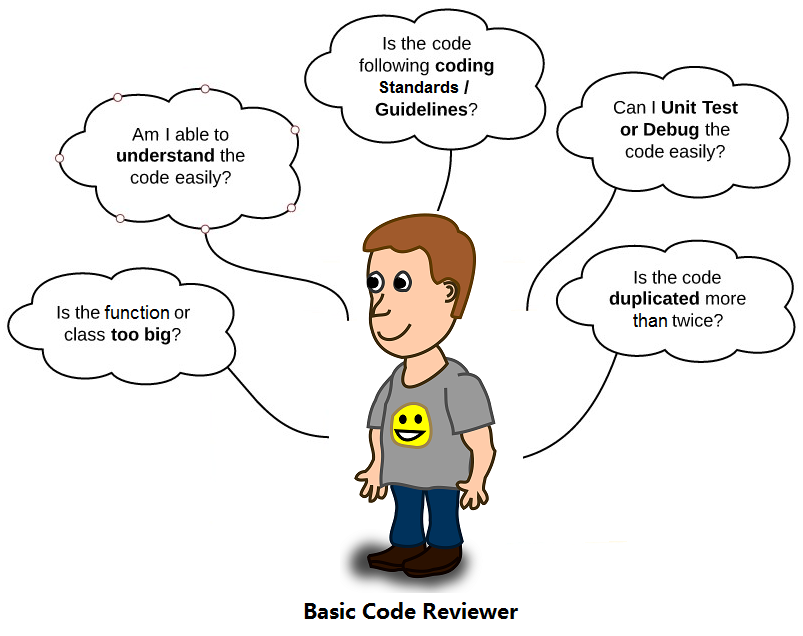 Is the code
following coding
Standards /
Guidelines?
Am I able to
understand the
code easily?
Can I Unit Test
or Debug the
code easily?
Is the function or
class too big?
Is the code
duplicated more
than twice?
Basic Code Reviewer